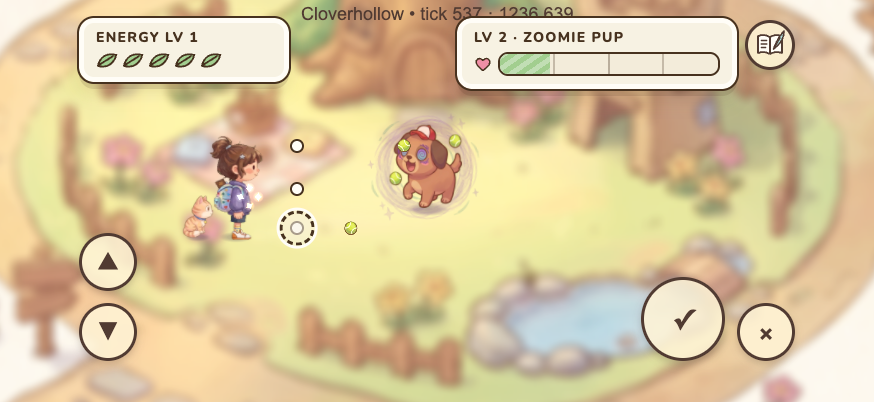 Cloverhollow • tick 537 · 1236,639
ENERGY LV 1
LV 2 · ZOOMIE PUP